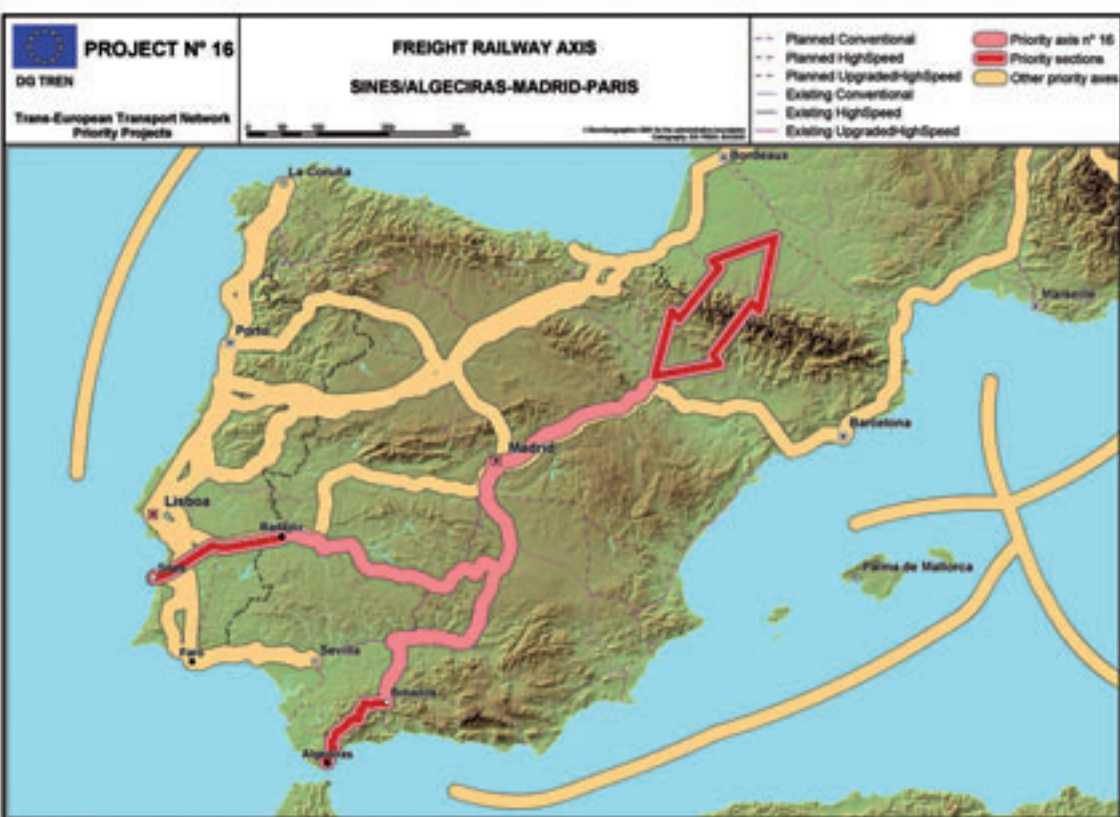 PROJECT N° 16
DG TREN
Trans-European Transport Network
Priority Projects
FREIGHT RAILWAY AXIS
SINES/ALGECIRAS-MADRID-PARIS
Planned Conventional
Planned HighSpeed
Planned UpgradedHighSpeed
Existing Conventional
Existing HighSpeed
Existing UpgradedHighSpeed
Priority axis n° 16
Priority sections
Other priority axes
La Coruña
Bordeaux
Marseille
Porto
Barcelona
Madrid
Lisboa
Badajoz
Sines
Palma de Mallorca
Faro
Sevilla
Bobadilla
Algeciras